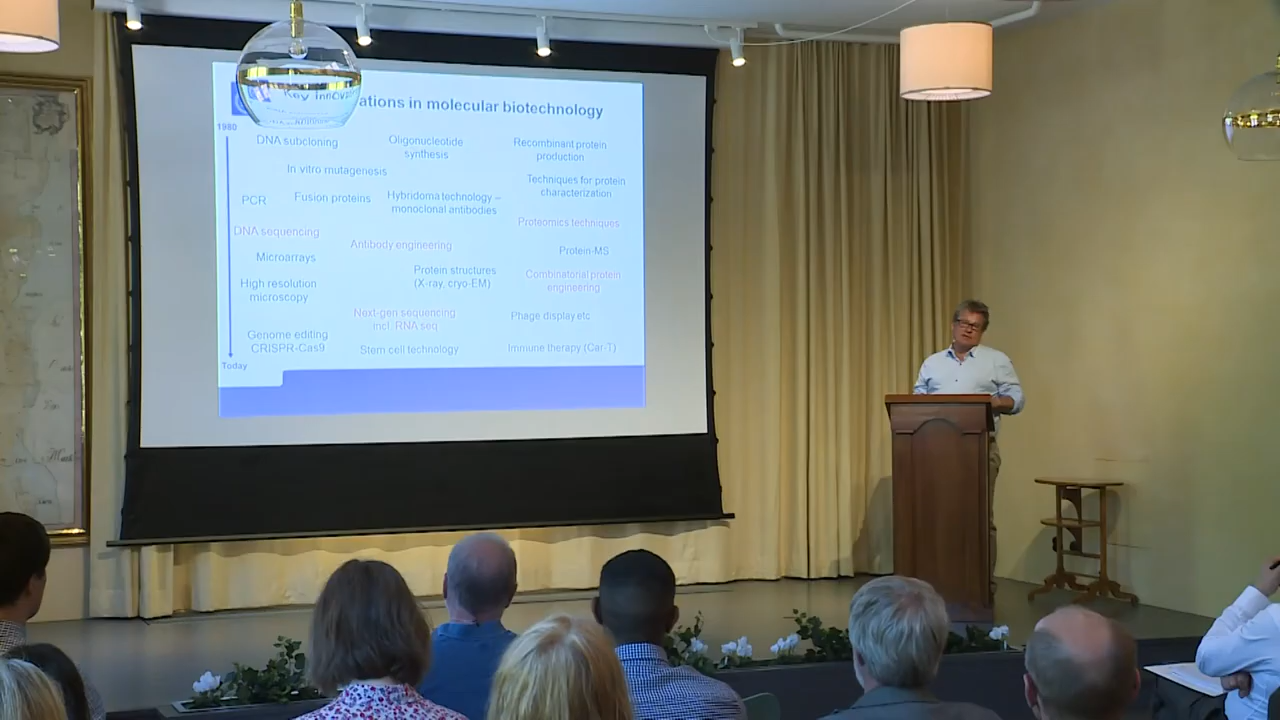 Key Innovations in molecular biotechnology
1980
DNA subcloning
Oligonucleotide
synthesis
Recombinant protein
production
In vitro mutagenesis
Techniques for protein
characterization
PCR
Fusion proteins
Hybridoma technology –
monoclonal antibodies
Proteomics techniques
DNA sequencing
Antibody engineering
Protein-MS
Microarrays
Protein structures
(X-ray, cryo-EM)
Combinatorial protein
engineering
High resolution
microscopy
Next-gen sequencing
incl. RNA seq
Phage display etc
Genome editing
CRISPR-Cas9
Stem cell technology
Immune therapy (Car-T)
Today